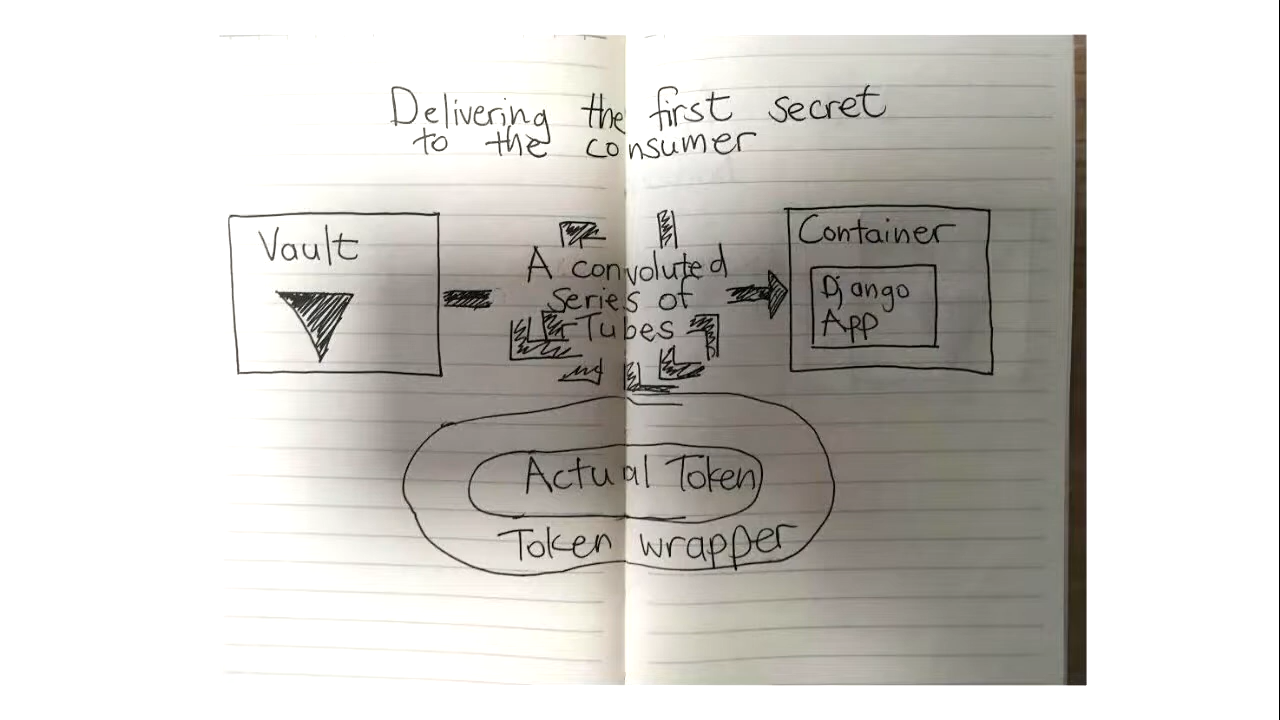 Delivering the first secret
to the consumer
Vault
A convoluted
series of
Tubes
Container
Django
App
Actual Token
Token wrapper